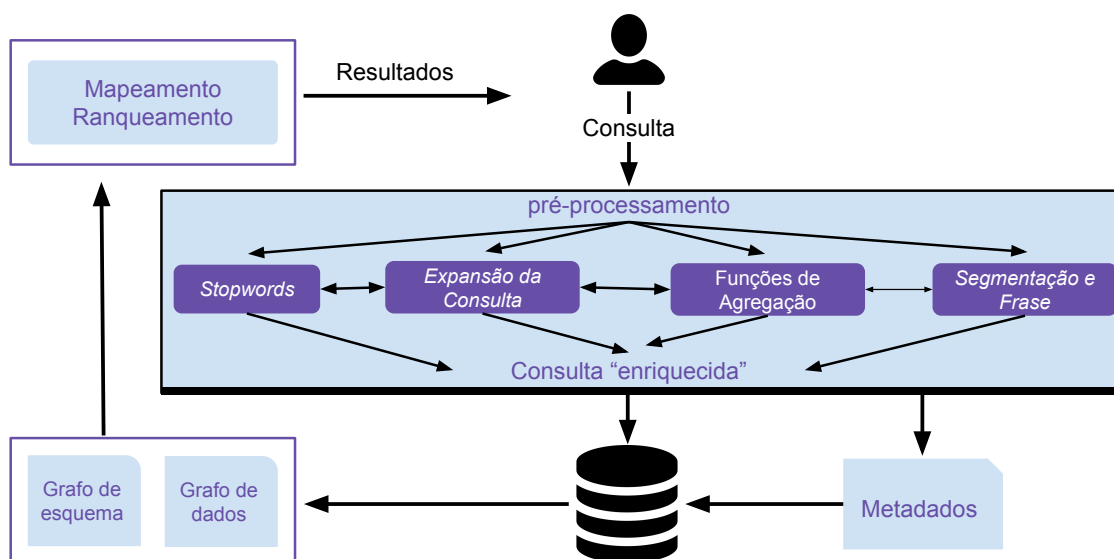 Mapeamento
Ranqueamento
Resultados
Consulta
pré-processamento
Stopwords
Expansão da
Consulta
Funções de
Agregação
Segmentação e
Frase
Consulta “enriquecida”
Grafo de
esquema
Grafo de
dados
Metadados